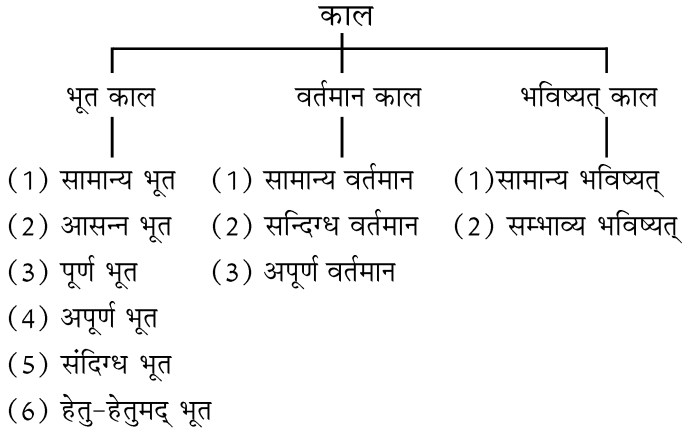 काल
भूत काल वर्तमान काल भविष्यत् काल
(1) सामान्य भूत (1) सामान्य वर्तमान (1)सामान्य भविष्यत्
(2) आसन्न भूत (2) सन्दिग्ध वर्तमान (2) सम्भाव्य भविष्यत्
(3) पूर्ण भूत (3) अपूर्ण वर्तमान
(4) अपूर्ण भूत
(5) संदिग्ध भूत
(6) हेतु-हेतुमद् भूत